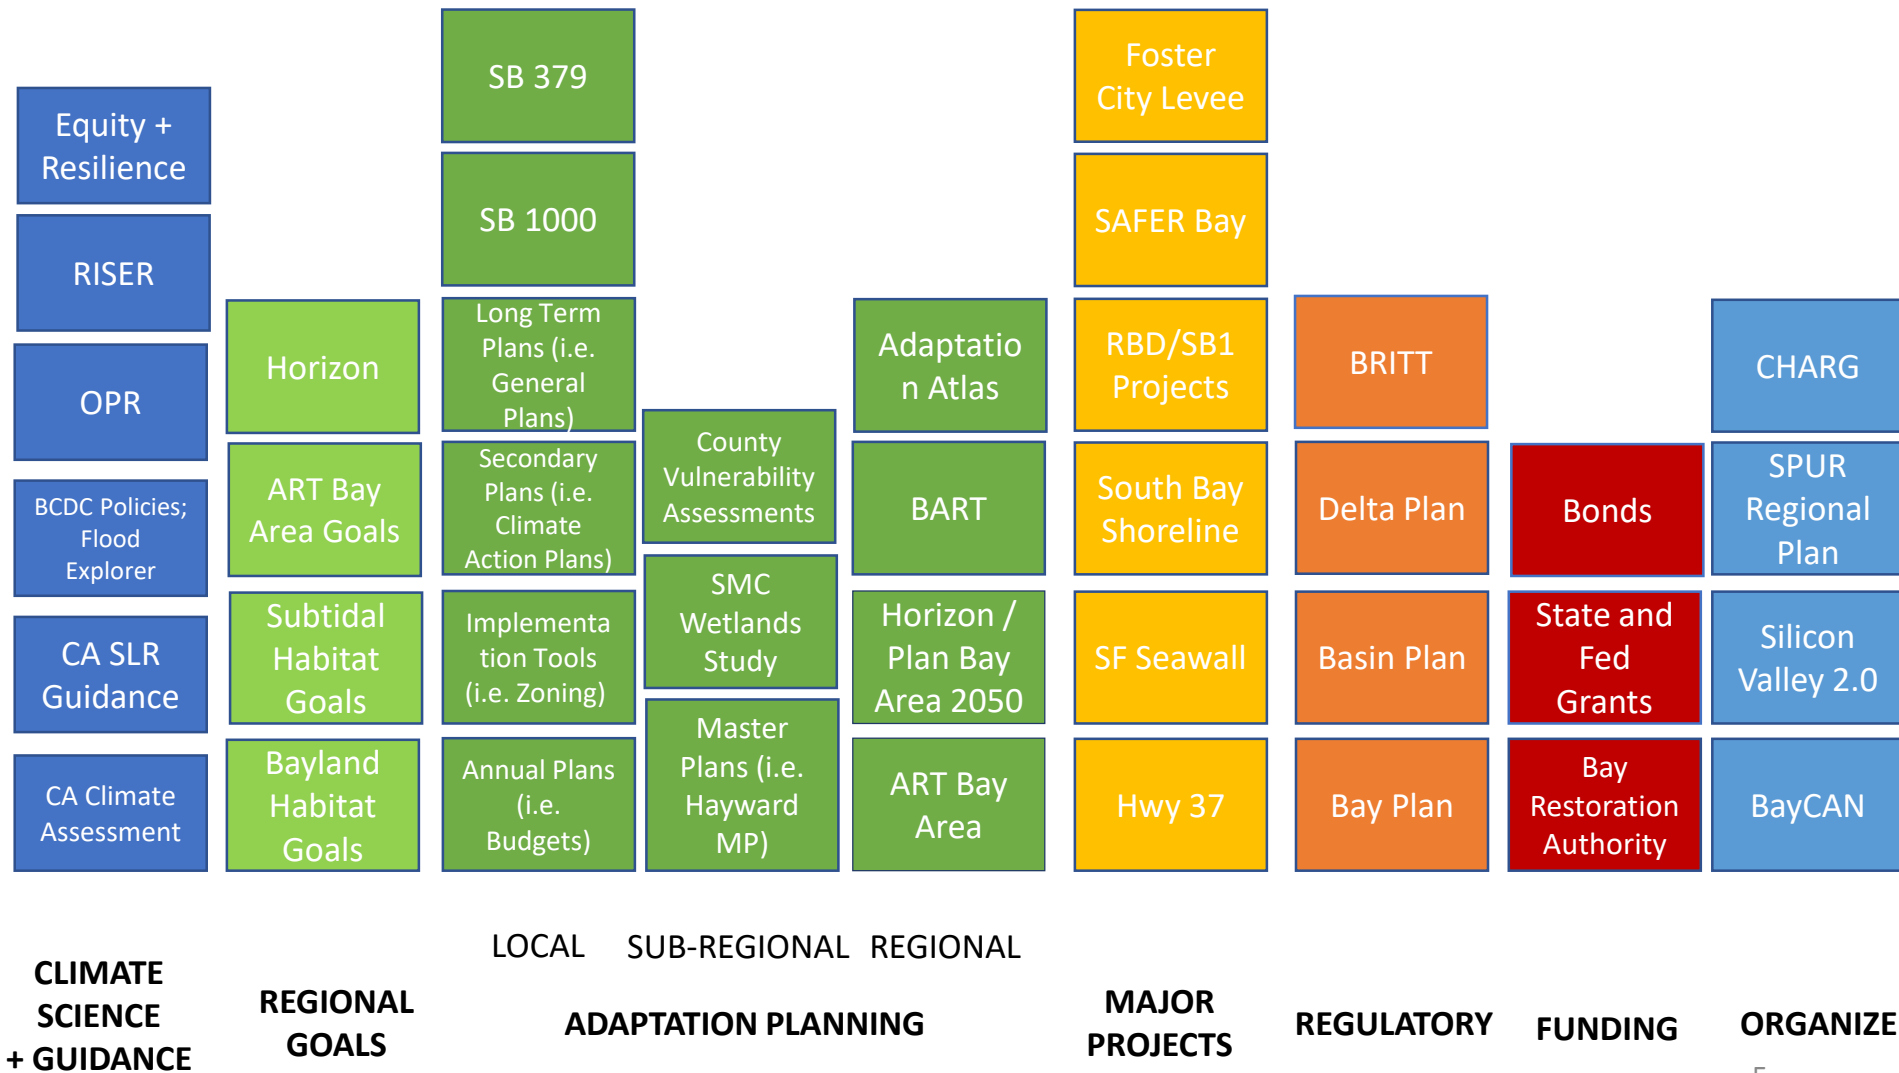 Equity +
Resilience
RISER
OPR
BCDC Policies;
Flood
Explorer
CA SLR
Guidance
CA Climate
Assessment
Horizon
ART Bay
Area Goals
Subtidal
Habitat
Goals
Bayland
Habitat
Goals
SB 379
SB 1000
Long Term
Plans (i.e.
General
Plans)
Secondary
Plans (i.e.
Climate
Action Plans)
Implementa
tion Tools
(i.e. Zoning)
Annual Plans
(i.e.
Budgets)
County
Vulnerability
Assessments
SMC
Wetlands
Study
Master
Plans (i.e.
Hayward
MP)
Adaptatio
n Atlas
BART
Horizon /
Plan Bay
Area 2050
ART Bay
Area
Foster
City Levee
SAFER Bay
RBD/SB1
Projects
South Bay
Shoreline
SF Seawall
Hwy 37
BRITT
Delta Plan
Basin Plan
Bay Plan
Bonds
State and
Fed
Grants
Bay
Restoration
Authority
CHARG
SPUR
Regional
Plan
Silicon
Valley 2.0
BayCAN
LOCAL
SUB-REGIONAL
REGIONAL
CLIMATE
SCIENCE
+ GUIDANCE
REGIONAL
GOALS
ADAPTATION PLANNING
MAJOR
PROJECTS
REGULATORY
FUNDING
ORGANIZE